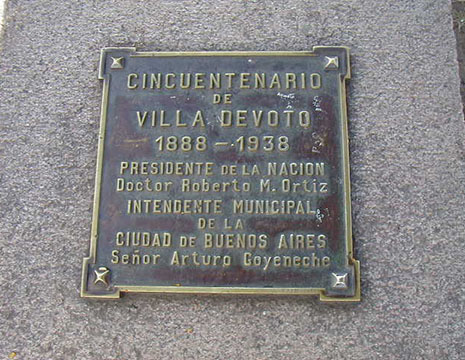 CINCUENTENARIO
DE
VILLA DEVOTO
1888 - 1938
PRESIDENTE DE LA NACION
Doctor Roberto M. Ortiz
INTENDENTE MUNICIPAL
DE LA
CIUDAD DE BUENOS AIRES
Señor Arturo Goyeneche